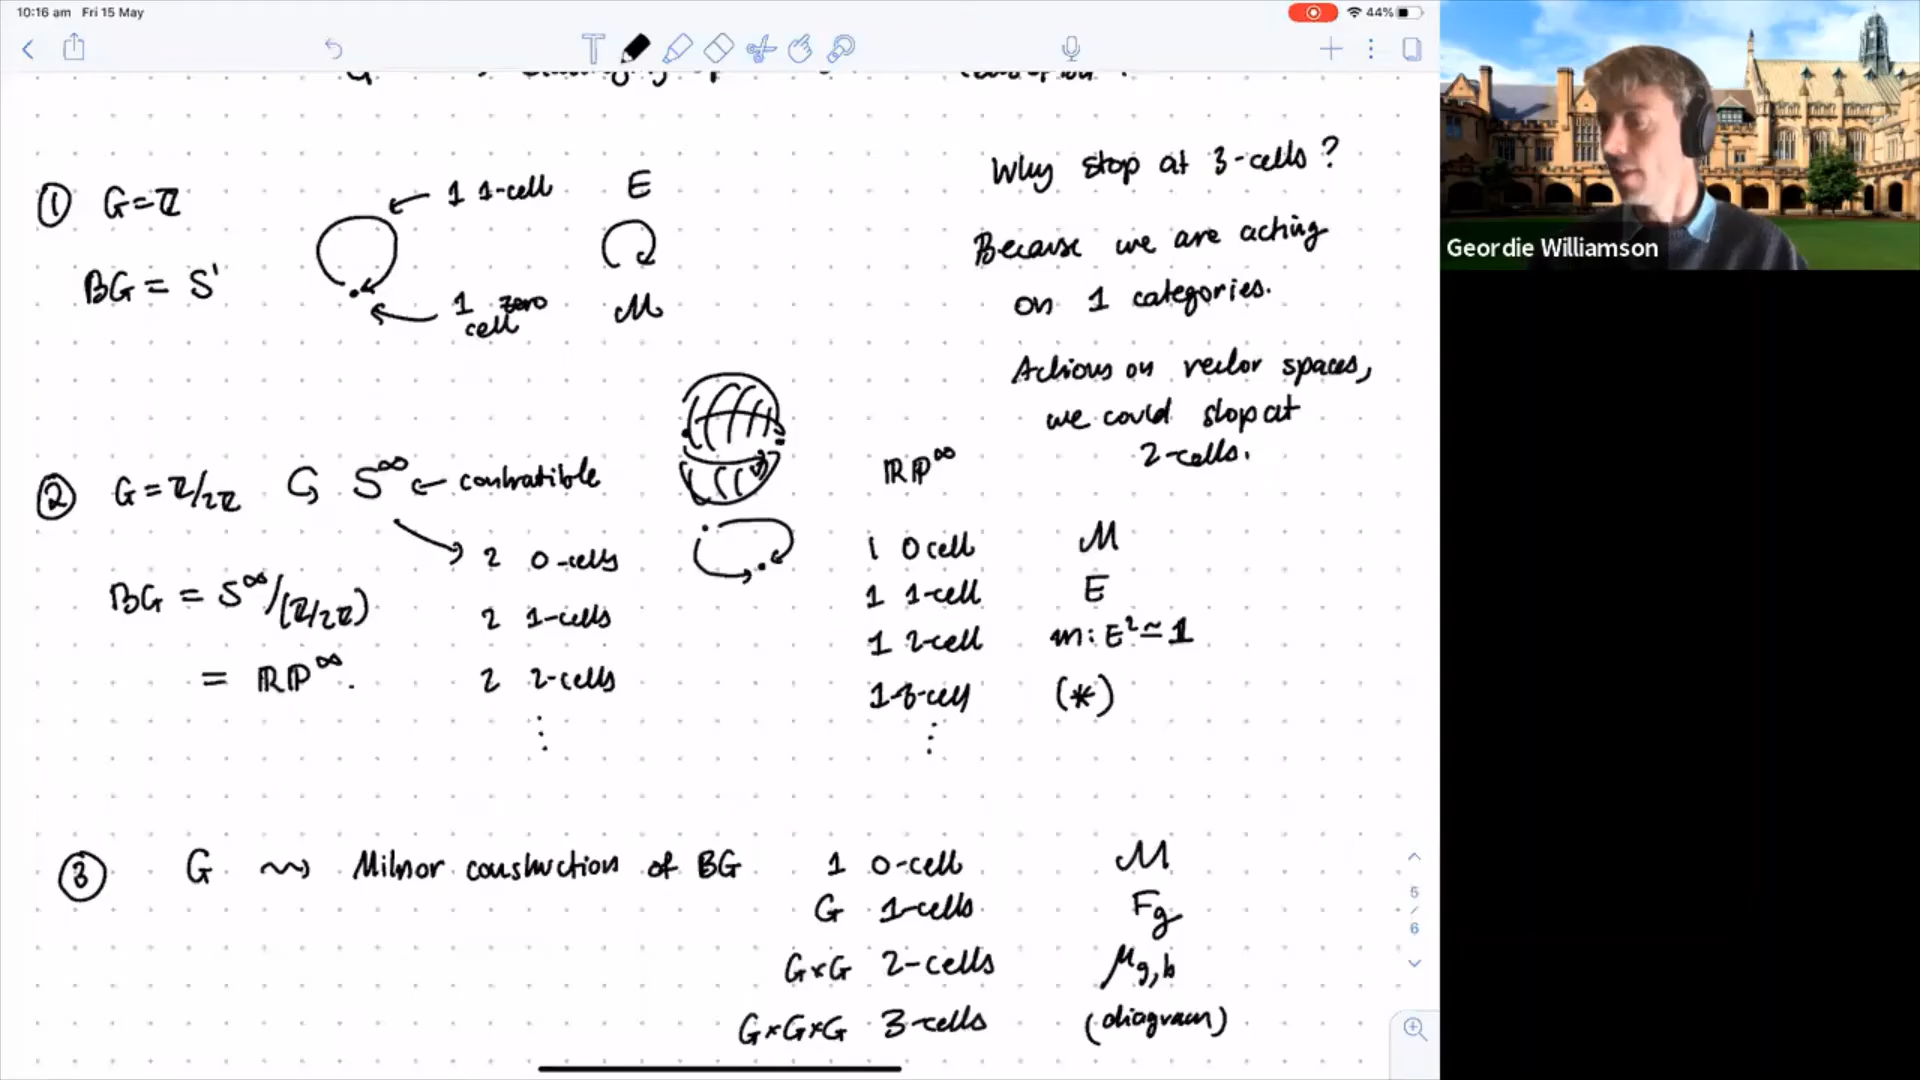 10:16 am Fri 15 May
44%
① G=ℤ
BG = S¹
1 1-cell
1 zero
cell
E
M
Why stop at 3-cells?
Because we are acting
on 1 categories.
Actions on vector spaces,
we could stop at
2-cells.
② G=ℤ/2ℤ S^∞ ← contratible
BG = S^∞/(ℤ/2ℤ)
= ℝP^∞.
2 0-cells
2 1-cells
2 2-cells
⋮
ℝP^∞
1 0 cell M
1 1-cell E
1 2-cell m: E² ≃ 1
1-3-cell (*)
⋮
③ G ⇝ Milnor construction of BG
1 0-cell M
G 1-cells F_g
G×G 2-cells μ_g,h
G×G×G 3-cells (diagram)
5
/
6
Geordie Williamson